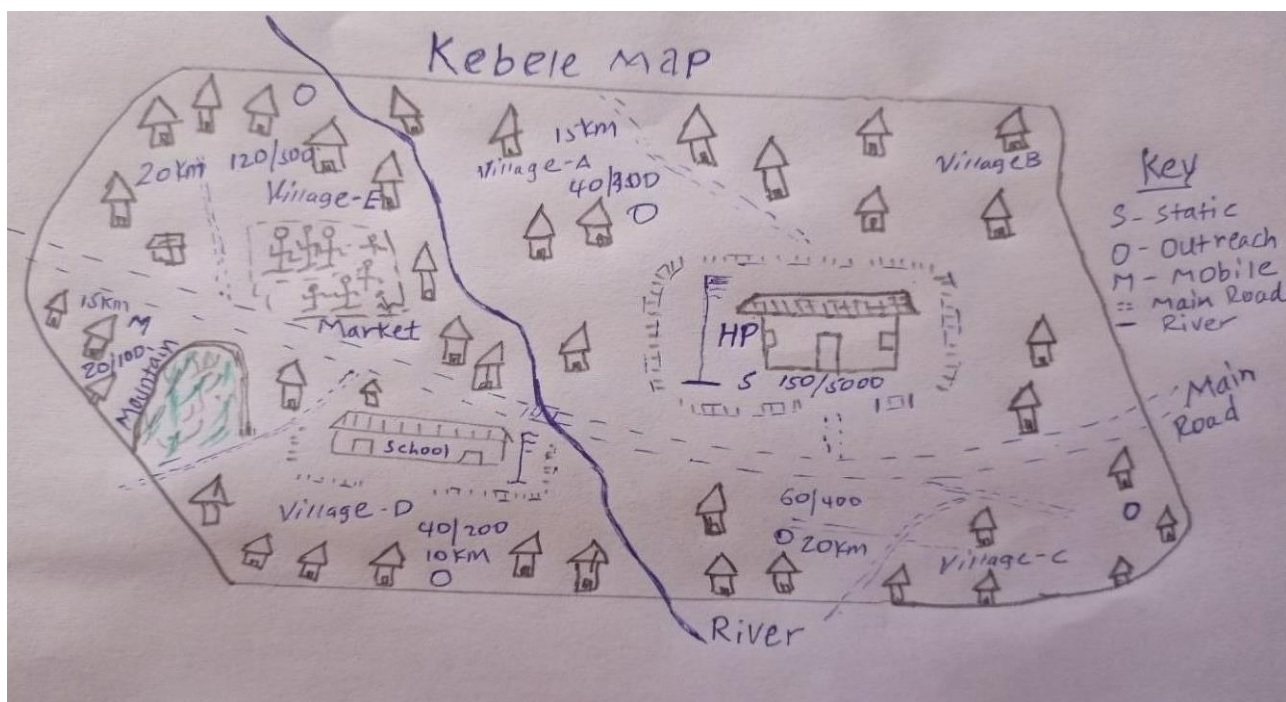 Kebele Map
20km
120/500
Village-E
Village-A
15km
40/300
O
O
Village B
Key
S - Static
O - Outreach
M - Mobile
:: Main Road
— River
15km
M
20/100
Mauntain
Market
HP
S 150/5000
Main
Road
School
Village-D
40/200
10km
O
60/400
O 20km
Village-C
O
River